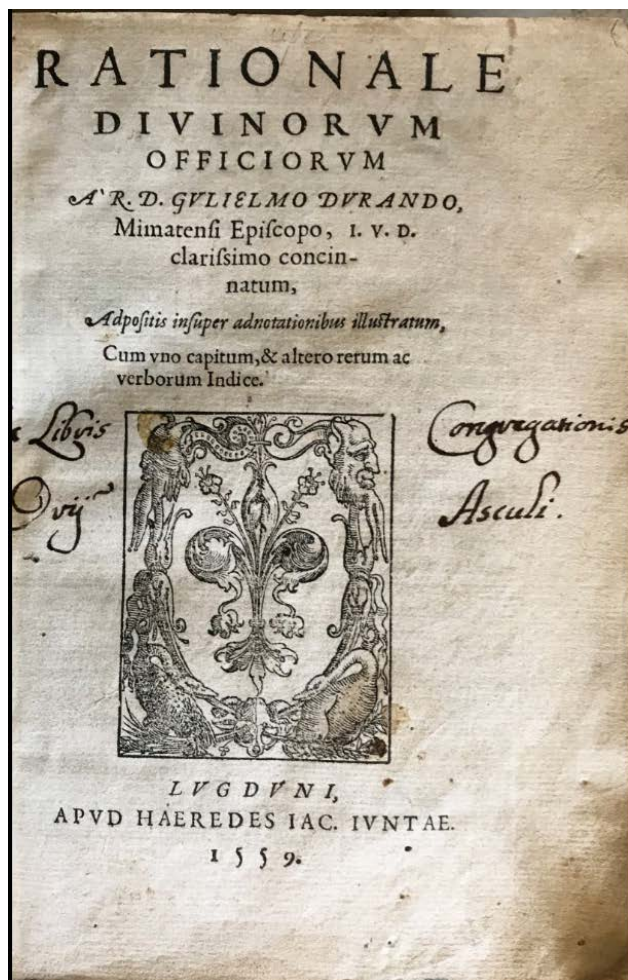 RATIONALE
DIVINORVM
OFFICIORVM
A' R. D. GVLIELMO DVRANDO,
Mimatenſi Epiſcopo, I. V. D.
clariſſimo concin-
natum,
Adpoſitis inſuper adnotationibus illuſtratum,
Cum vno capitum, & altero rerum ac
verborum Indice.
Libris Congregationis
Asculi.
LVGDVNI,
APVD HAEREDES IAC. IVNTAE.
1559.